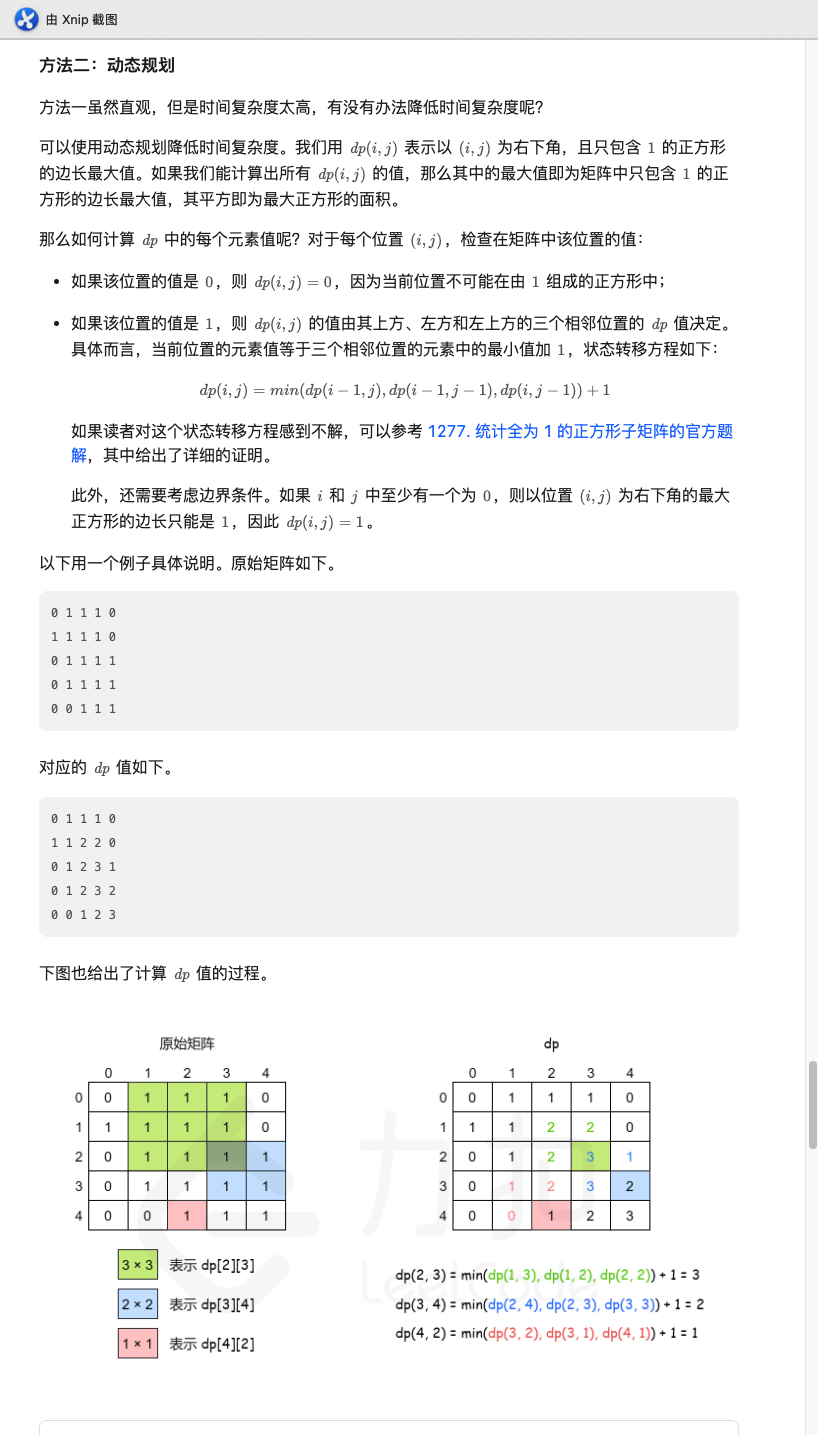 由 Xnip 截图
方法二：动态规划
方法一虽然直观，但是时间复杂度太高，有没有办法降低时间复杂度呢？
可以使用动态规划降低时间复杂度。我们用 dp(i, j) 表示以 (i, j) 为右下角，且只包含 1 的正方形
的边长最大值。如果我们能计算出所有 dp(i, j) 的值，那么其中的最大值即为矩阵中只包含 1 的正
方形的边长最大值，其平方即为最大正方形的面积。
那么如何计算 dp 中的每个元素值呢？对于每个位置 (i, j)，检查在矩阵中该位置的值：
• 如果该位置的值是 0，则 dp(i, j) = 0，因为当前位置不可能在由 1 组成的正方形中；
• 如果该位置的值是 1，则 dp(i, j) 的值由其上方、左方和左上方的三个相邻位置的 dp 值决定。
具体而言，当前位置的元素值等于三个相邻位置的元素中的最小值加 1，状态转移方程如下：
dp(i, j) = min(dp(i − 1, j), dp(i − 1, j − 1), dp(i, j − 1)) + 1
如果读者对这个状态转移方程感到不解，可以参考 1277. 统计全为 1 的正方形子矩阵的官方题
解，其中给出了详细的证明。
此外，还需要考虑边界条件。如果 i 和 j 中至少有一个为 0，则以位置 (i, j) 为右下角的最大
正方形的边长只能是 1，因此 dp(i, j) = 1。
以下用一个例子具体说明。原始矩阵如下。
0 1 1 1 0
1 1 1 1 0
0 1 1 1 1
0 1 1 1 1
0 0 1 1 1
对应的 dp 值如下。
0 1 1 1 0
1 1 2 2 0
0 1 2 3 1
0 1 2 3 2
0 0 1 2 3
下图也给出了计算 dp 值的过程。
原始矩阵
0 1 2 3 4
0 0 1 1 1 0
1 1 1 1 1 0
2 0 1 1 1 1
3 0 1 1 1 1
4 0 0 1 1 1
3 × 3 表示 dp[2][3]
2 × 2 表示 dp[3][4]
1 × 1 表示 dp[4][2]
dp
0 1 2 3 4
0 0 1 1 1 0
1 1 1 2 2 0
2 0 1 2 3 1
3 0 1 2 3 2
4 0 0 1 2 3
dp(2, 3) = min(dp(1, 3), dp(1, 2), dp(2, 2)) + 1 = 3
dp(3, 4) = min(dp(2, 4), dp(2, 3), dp(3, 3)) + 1 = 2
dp(4, 2) = min(dp(3, 2), dp(3, 1), dp(4, 1)) + 1 = 1
力扣
LeetCode